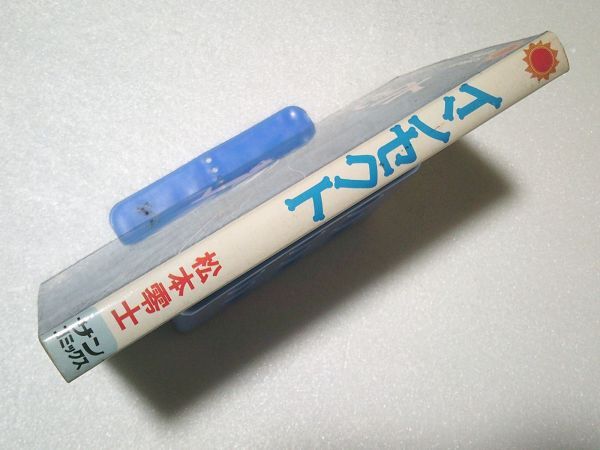 インセクト
松本零士
サン
コミックス